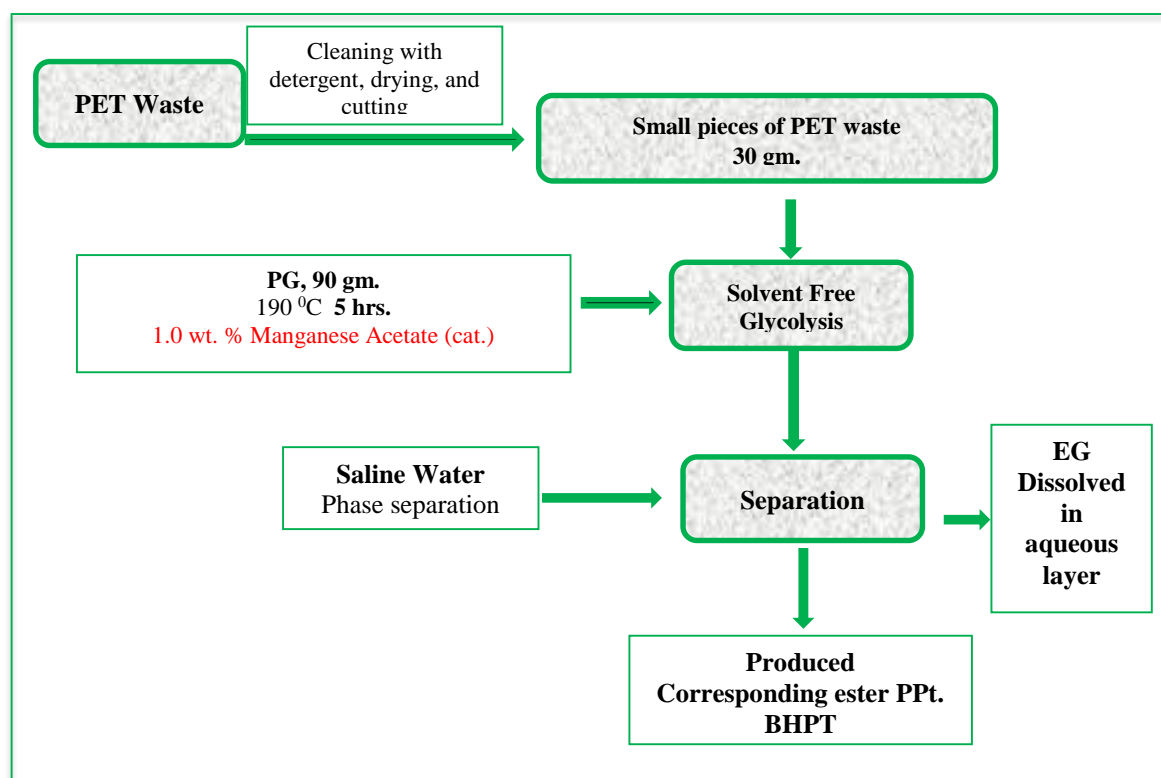 PET Waste
Cleaning with
detergent, drying, and
cutting
Small pieces of PET waste
30 gm.
PG, 90 gm.
190 ⁰C 5 hrs.
1.0 wt. % Manganese Acetate (cat.)
Solvent Free
Glycolysis
Saline Water
Phase separation
Separation
EG
Dissolved
in
aqueous
layer
Produced
Corresponding ester PPt.
BHPT